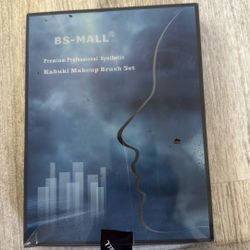 BS-MALL®
Premium Professional Synthetic
Kabuki Makeup Brush Set